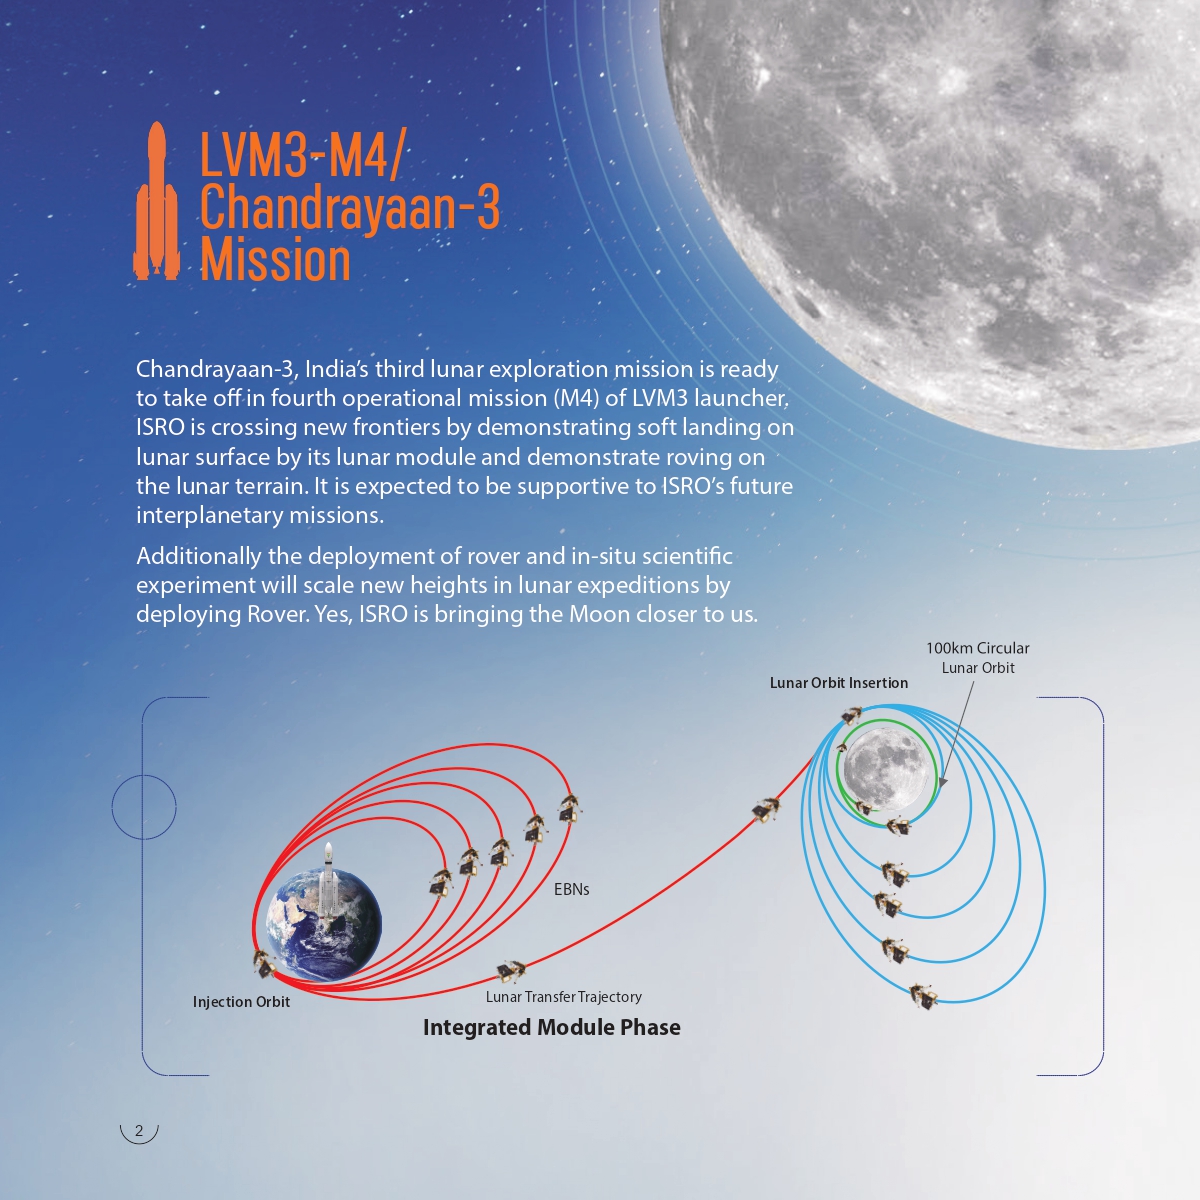 LVM3-M4/
Chandrayaan-3
Mission
Chandrayaan-3, India’s third lunar exploration mission is ready
to take off in fourth operational mission (M4) of LVM3 launcher.
ISRO is crossing new frontiers by demonstrating soft landing on
lunar surface by its lunar module and demonstrate roving on
the lunar terrain. It is expected to be supportive to ISRO’s future
interplanetary missions.
Additionally the deployment of rover and in-situ scientific
experiment will scale new heights in lunar expeditions by
deploying Rover. Yes, ISRO is bringing the Moon closer to us.
100km Circular
Lunar Orbit
Lunar Orbit Insertion
EBNs
Injection Orbit
Lunar Transfer Trajectory
Integrated Module Phase
2